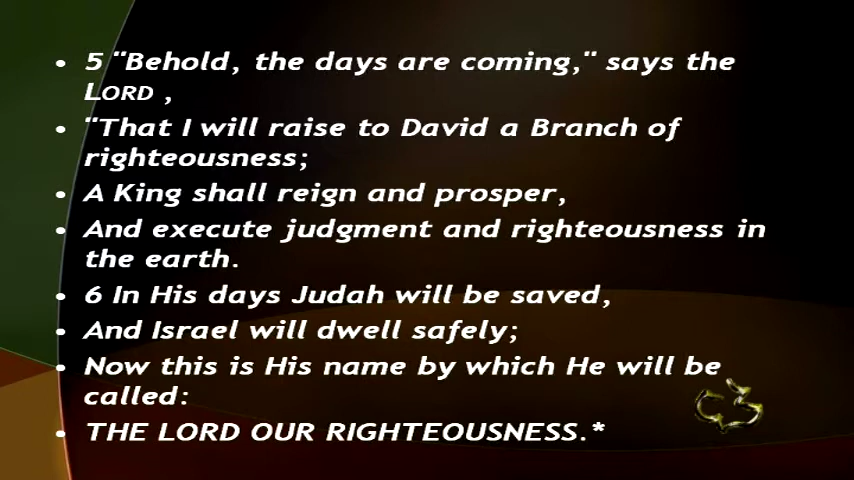 • 5 "Behold, the days are coming," says the
LORD ,
• "That I will raise to David a Branch of
righteousness;
• A King shall reign and prosper,
• And execute judgment and righteousness in
the earth.
• 6 In His days Judah will be saved,
• And Israel will dwell safely;
• Now this is His name by which He will be
called:
• THE LORD OUR RIGHTEOUSNESS.*